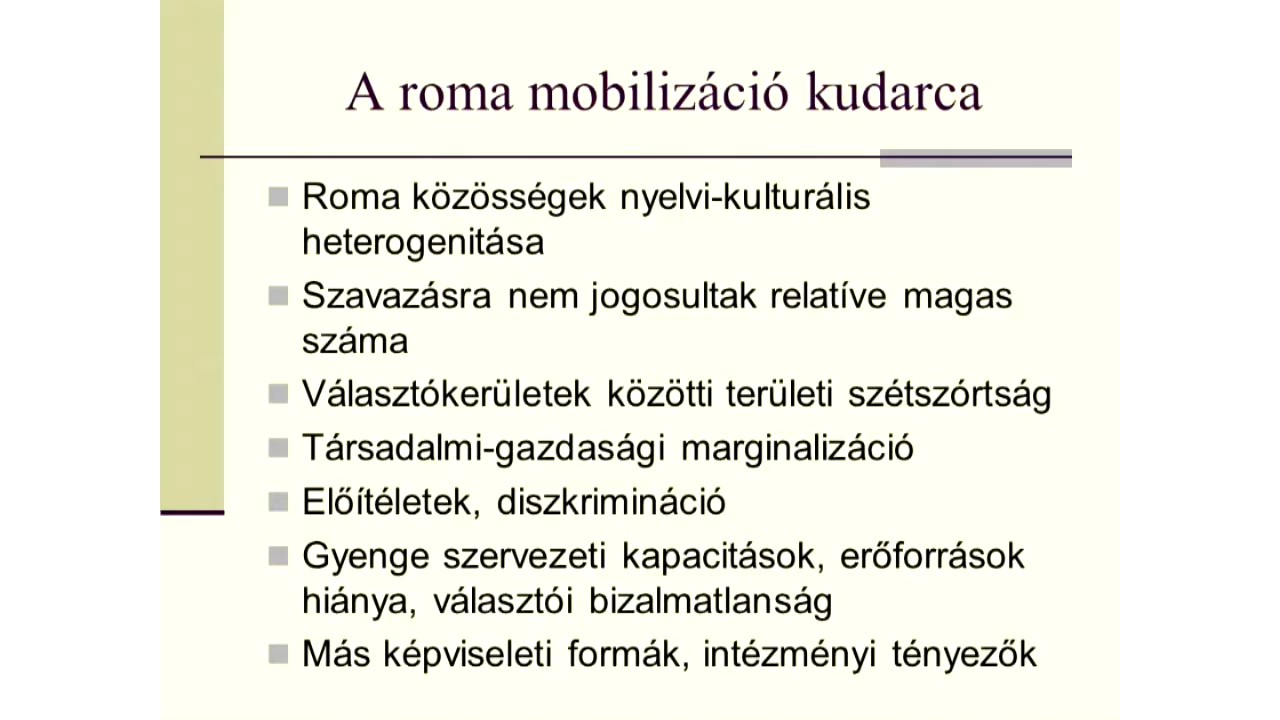 A roma mobilizáció kudarca
Roma közösségek nyelvi-kulturális
heterogenitása
Szavazásra nem jogosultak relatíve magas
száma
Választókerületek közötti területi szétszórtság
Társadalmi-gazdasági marginalizáció
Előítéletek, diszkrimináció
Gyenge szervezeti kapacitások, erőforrások
hiánya, választói bizalmatlanság
Más képviseleti formák, intézményi tényezők